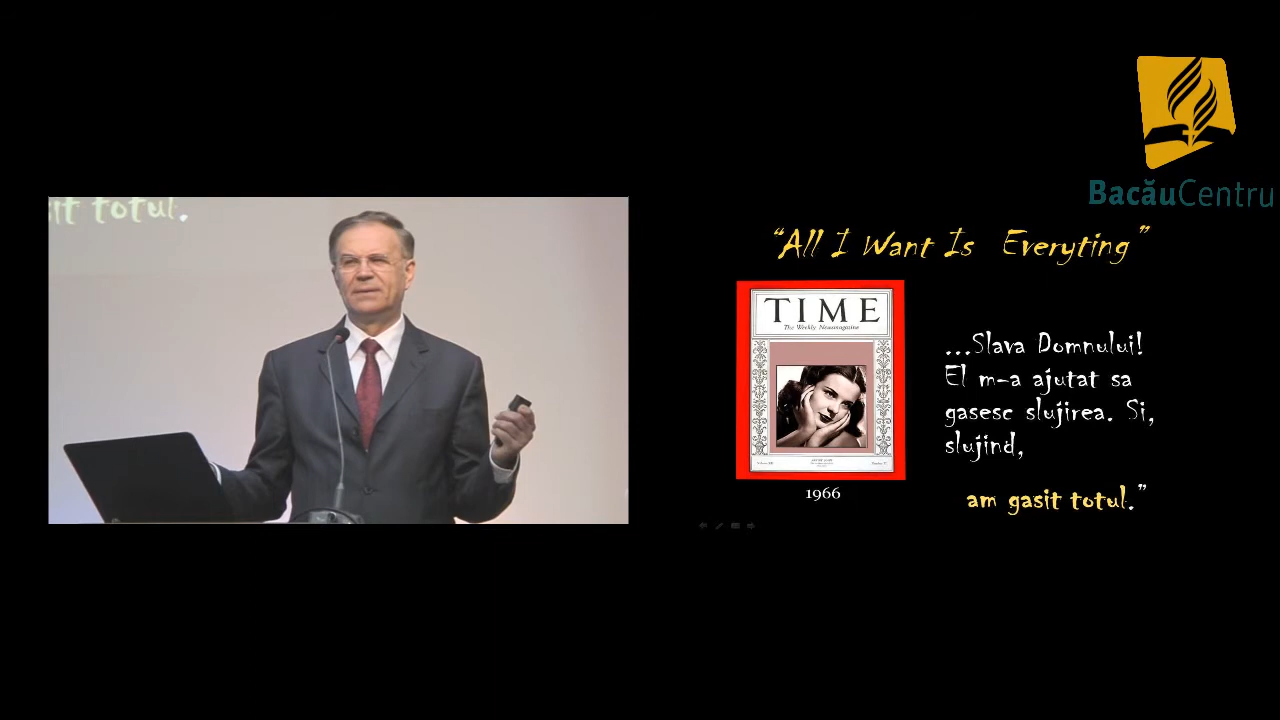 BacăuCentru
sit totul.
“All I Want Is Everyting”
TIME
The Weekly Newsmagazine
...Slava Domnului!
El m-a ajutat sa
gasesc slujirea. Si,
slujind,
am gasit totul.”
1966